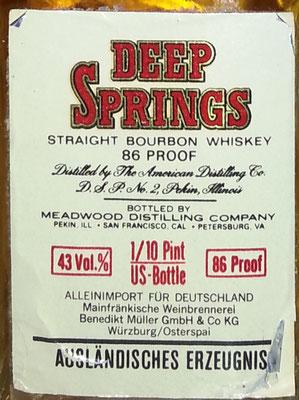 DEEP
SPRINGS
STRAIGHT BOURBON WHISKEY
86 PROOF
Distilled by The American Distilling Co.
D. S. P. No. 2, Pekin, Illinois
BOTTLED BY
MEADWOOD DISTILLING COMPANY
PEKIN, ILL • SAN FRANCISCO, CAL • PETERSBURG, VA
43 Vol.%
1/10 Pint
US-Bottle
86 Proof
ALLEINIMPORT FÜR DEUTSCHLAND
Mainfränkische Weinbrennerei
Benedikt Müller GmbH & Co KG
Würzburg/Osterspai
AUSLÄNDISCHES ERZEUGNIS